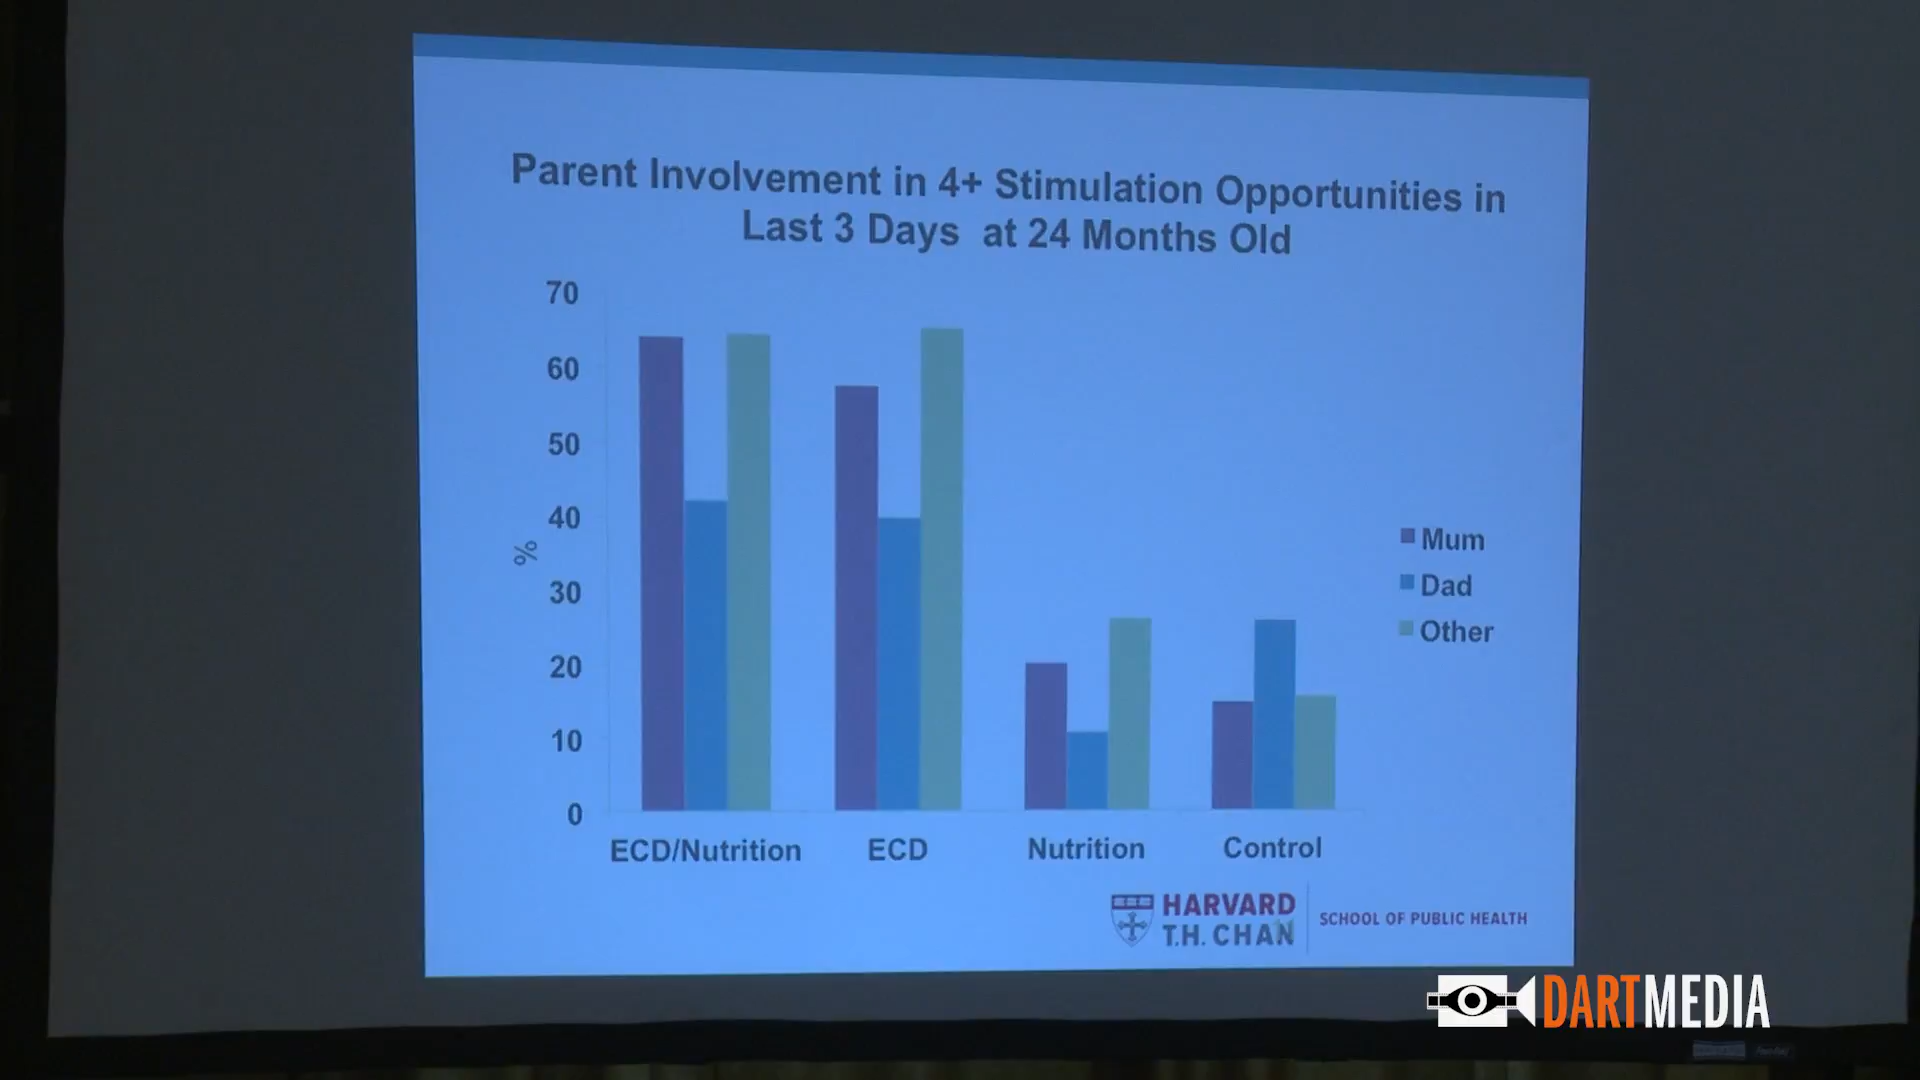 Parent Involvement in 4+ Stimulation Opportunities in
Last 3 Days at 24 Months Old
70
60
50
40
30
20
10
0
%
Mum
Dad
Other
ECD/Nutrition
ECD
Nutrition
Control
HARVARD
T.H. CHAN
SCHOOL OF PUBLIC HEALTH
DARTMEDIA